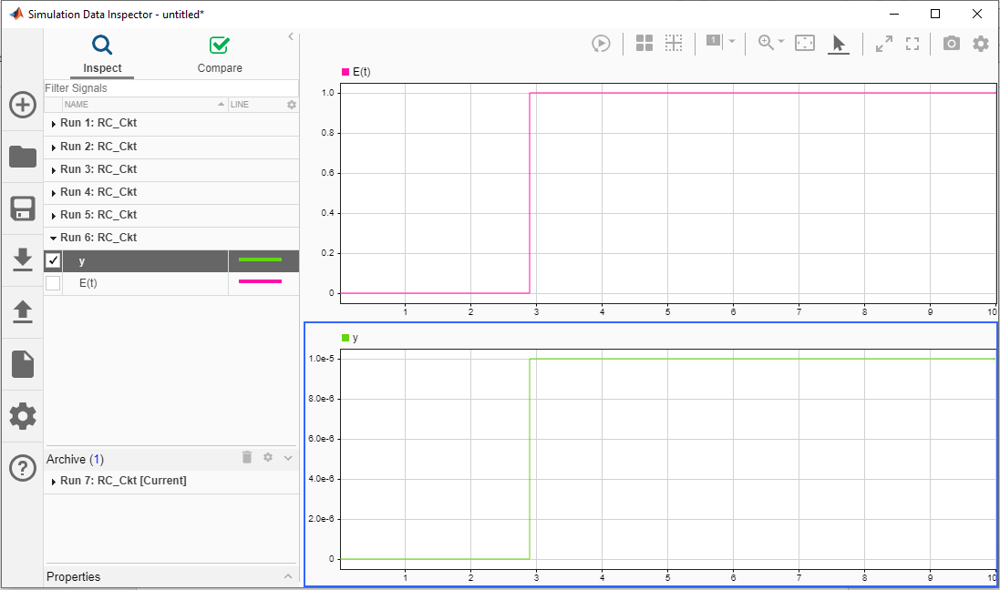 Simulation Data Inspector - untitled*
Inspect
Compare
Filter Signals
NAME
LINE
Run 1: RC_Ckt
Run 2: RC_Ckt
Run 3: RC_Ckt
Run 4: RC_Ckt
Run 5: RC_Ckt
Run 6: RC_Ckt
y
E(t)
Archive (1)
Run 7: RC_Ckt [Current]
Properties
1
E(t)
1.0
0.8
0.6
0.4
0.2
0
1 2 3 4 5 6 7 8 9 10
y
1.0e-5
8.0e-6
6.0e-6
4.0e-6
2.0e-6
0
1 2 3 4 5 6 7 8 9 10